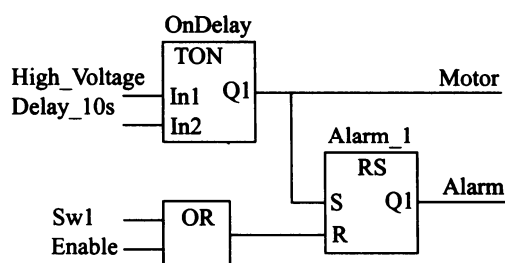 OnDelay
TON
High_Voltage
In1 Q1
Motor
Delay_10s
In2
Alarm_1
RS
S Q1
Alarm
Sw1
OR
R
Enable